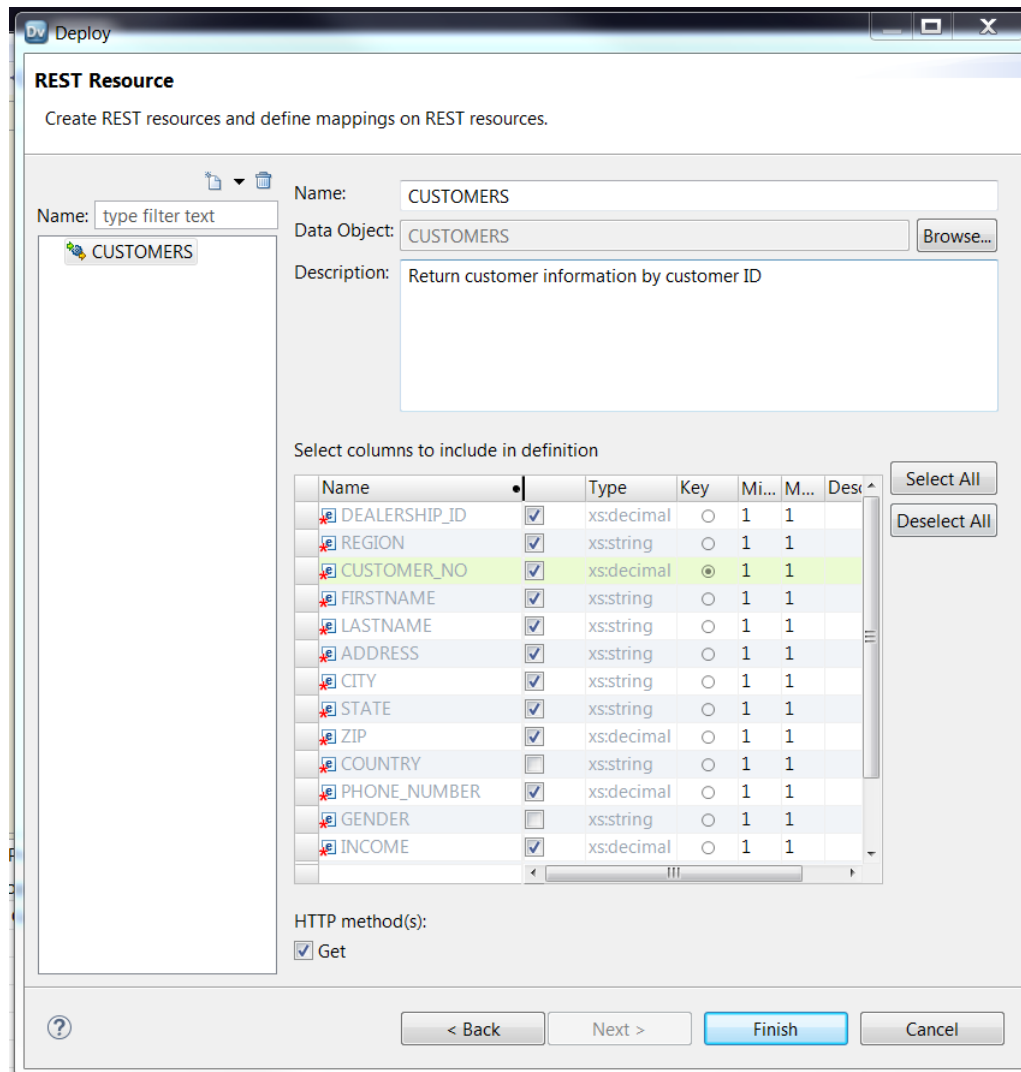 Dv Deploy
REST Resource
Create REST resources and define mappings on REST resources.
Name: type filter text
CUSTOMERS
Name: CUSTOMERS
Data Object: CUSTOMERS Browse...
Description: Return customer information by customer ID
Select columns to include in definition
Name Type Key Mi... M... Desc
DEALERSHIP_ID xs:decimal 1 1
REGION xs:string 1 1
CUSTOMER_NO xs:decimal 1 1
FIRSTNAME xs:string 1 1
LASTNAME xs:string 1 1
ADDRESS xs:string 1 1
CITY xs:string 1 1
STATE xs:string 1 1
ZIP xs:decimal 1 1
COUNTRY xs:string 1 1
PHONE_NUMBER xs:decimal 1 1
GENDER xs:string 1 1
INCOME xs:decimal 1 1
Select All
Deselect All
HTTP method(s):
Get
? < Back Next > Finish Cancel